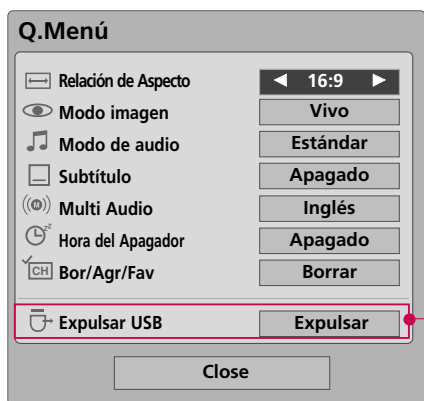 Q.Menú
Relación de Aspecto ◄ 16:9 ►
Modo imagen Vivo
Modo de audio Estándar
Subtítulo Apagado
((M)) Multi Audio Inglés
zz Hora del Apagador Apagado
CH Bor/Agr/Fav Borrar
Expulsar USB Expulsar
Close